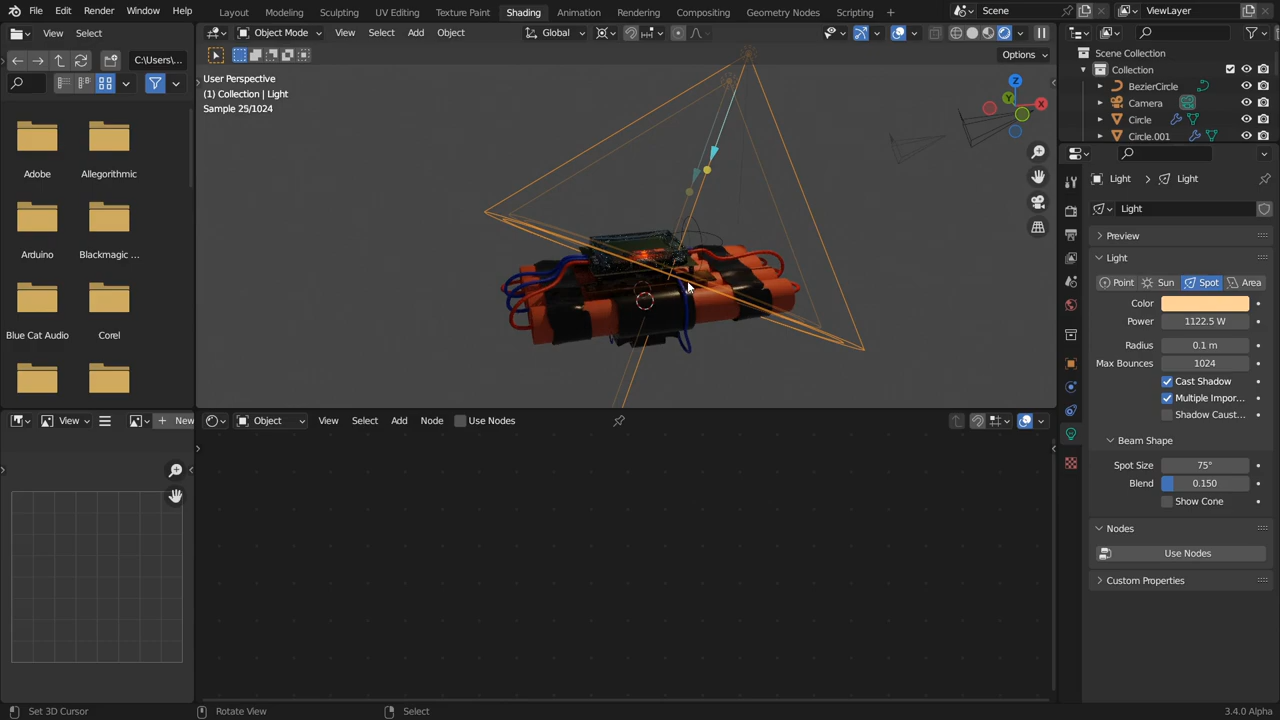 File Edit Render Window Help Layout Modeling Sculpting UV Editing Texture Paint Shading Animation Rendering Compositing Geometry Nodes Scripting Scene ViewLayer
View Select Object Mode View Select Add Object Global
C:\Users\... Options
User Perspective
(1) Collection | Light
Sample 25/1024
Z
Y
X
Adobe Allegorithmic
Arduino Blackmagic ...
Blue Cat Audio Corel
Scene Collection
Collection
BezierCircle
Camera
Circle
Circle.001
Light Light
Light
Preview
Light
Point Sun Spot Area
Color
Power 1122.5 W
Radius 0.1 m
Max Bounces 1024
Cast Shadow
Multiple Impor...
Shadow Caust...
Beam Shape
Spot Size 75°
Blend 0.150
Show Cone
Nodes
Use Nodes
Custom Properties
View New Object View Select Add Node Use Nodes
Set 3D Cursor Rotate View Select 3.4.0 Alpha